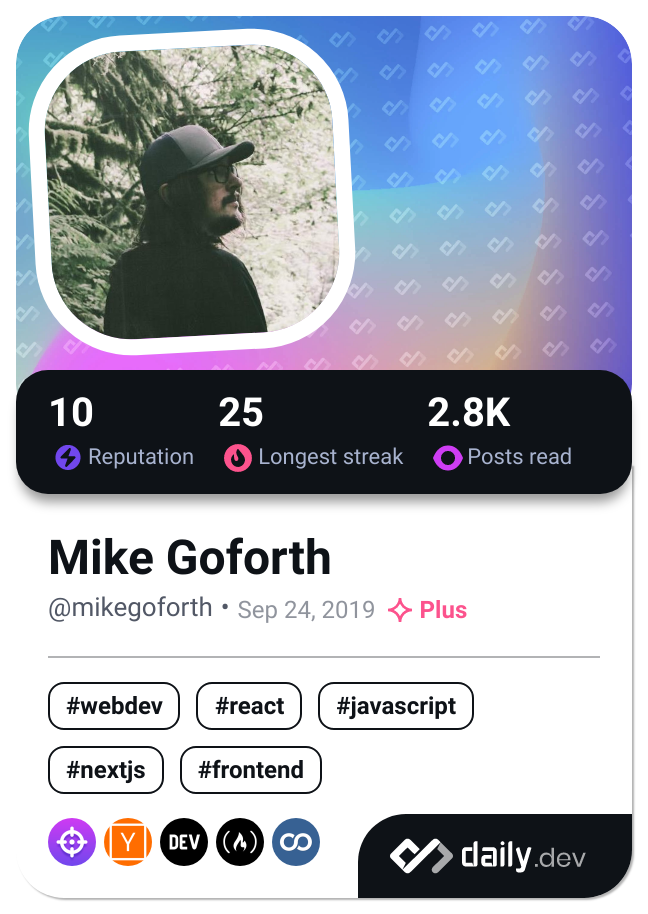 10 25 2.8K
Reputation Longest streak Posts read
Mike Goforth
@mikegoforth • Sep 24, 2019 Plus
#webdev #react #javascript
#nextjs #frontend
Y DEV
daily.dev